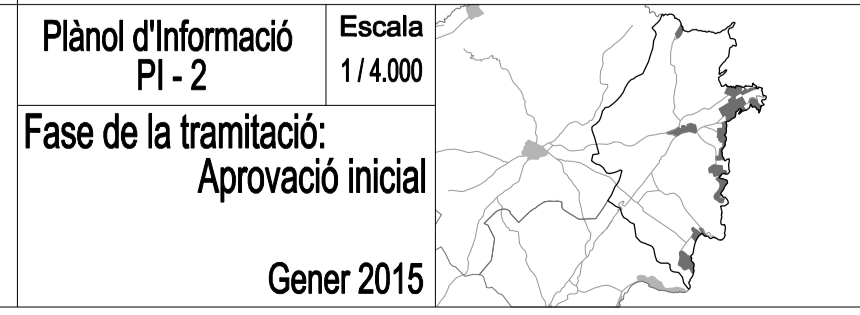 Plànol d'Informació
PI - 2
Escala
1 / 4.000
Fase de la tramitació:
Aprovació inicial
Gener 2015